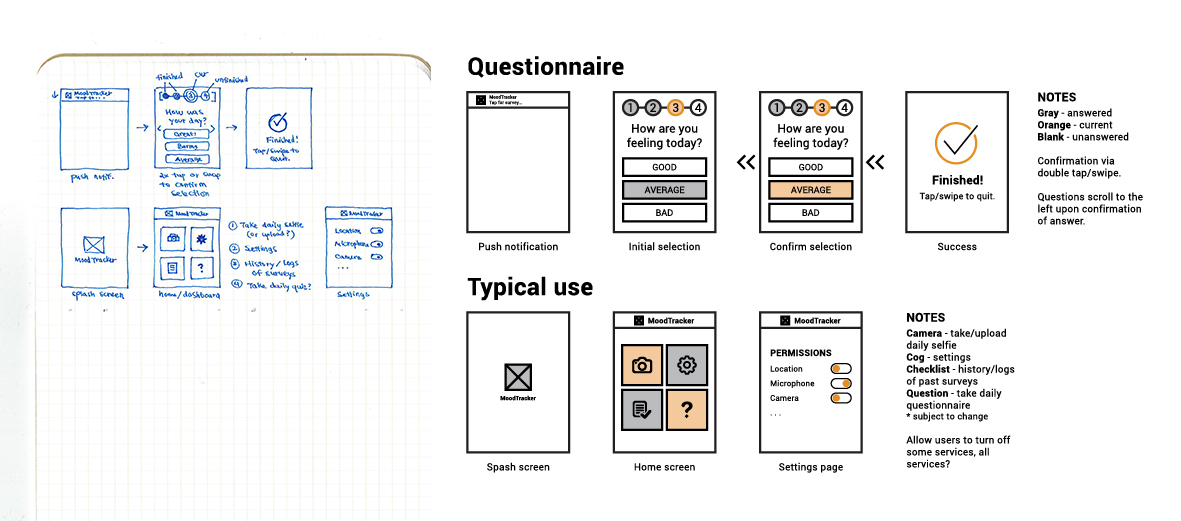 finished
cur
unfinished
MoodTracker
Tap to...
1 2 3 4
How was
your day?
Great!
Average
push notif.
2x tap or swap
to confirm
selection
Finished!
Tap/swipe to
Quit.
MoodTracker
splash screen
MoodTracker
?
home/dashboard
1 Take daily selfie
(or upload?)
2 Settings
3 History/Logs
of surveys
4 Take daily quiz?
MoodTracker
Location
Microphone
Camera
...
Settings
Questionnaire
MoodTracker
Tap for survey...
Push notification
1 2 3 4
How are you
feeling today?
GOOD
AVERAGE
BAD
Initial selection
1 2 3 4
How are you
feeling today?
GOOD
AVERAGE
BAD
Confirm selection
Finished!
Tap/swipe to quit.
Success
NOTES
Gray - answered
Orange - current
Blank - unanswered
Confirmation via
double tap/swipe.
Questions scroll to the
left upon confirmation
of answer.
Typical use
MoodTracker
Spash screen
MoodTracker
?
Home screen
MoodTracker
PERMISSIONS
Location
Microphone
Camera
...
Settings page
NOTES
Camera - take/upload
daily selfie
Cog - settings
Checklist - history/logs
of past surveys
Question - take daily
questionnaire
* subject to change
Allow users to turn off
some services, all
services?